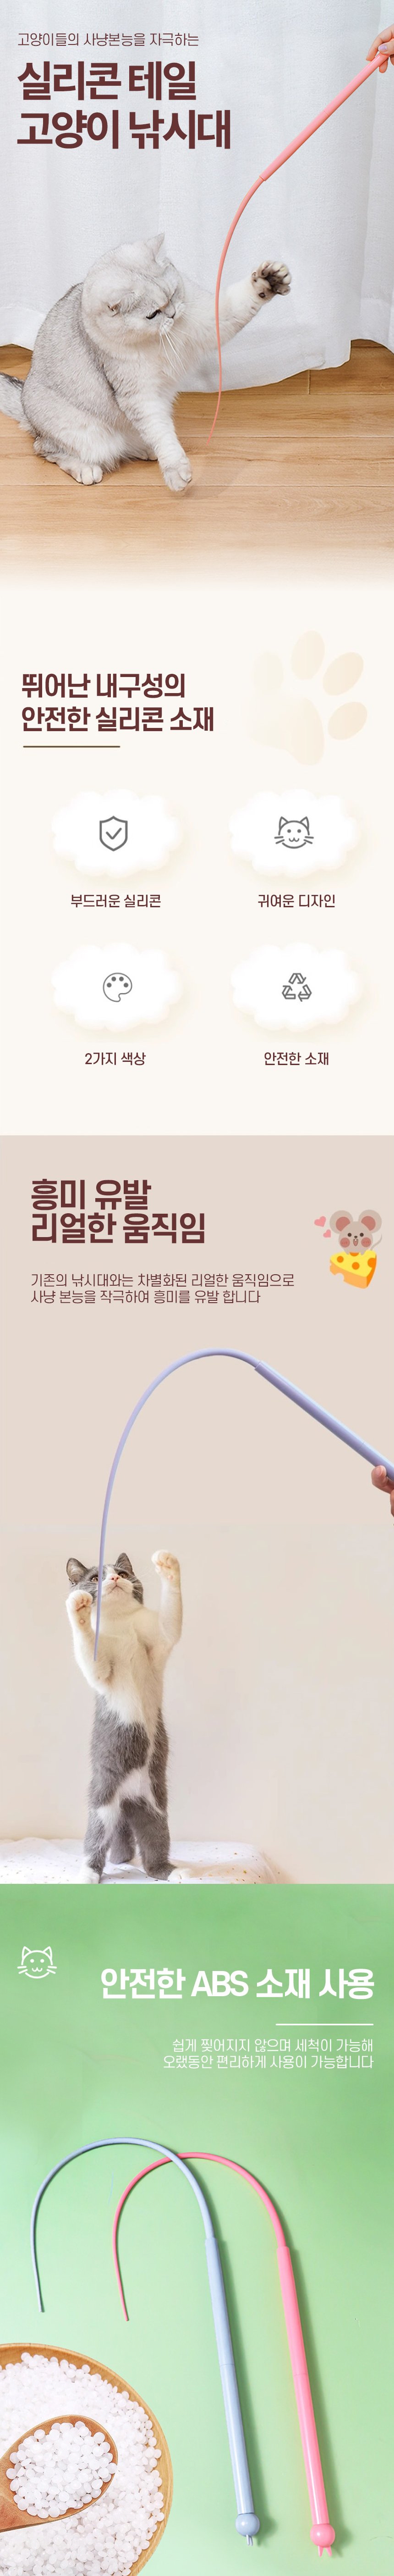 고양이들의 사냥본능을 자극하는
실리콘 테일
고양이 낚시대
뛰어난 내구성의
안전한 실리콘 소재
부드러운 실리콘
귀여운 디자인
2가지 색상
안전한 소재
흥미 유발
리얼한 움직임
기존의 낚시대와는 차별화된 리얼한 움직임으로
사냥 본능을 작극하여 흥미를 유발 합니다
안전한 ABS 소재 사용
쉽게 찢어지지 않으며 세척이 가능해
오랬동안 편리하게 사용이 가능합니다